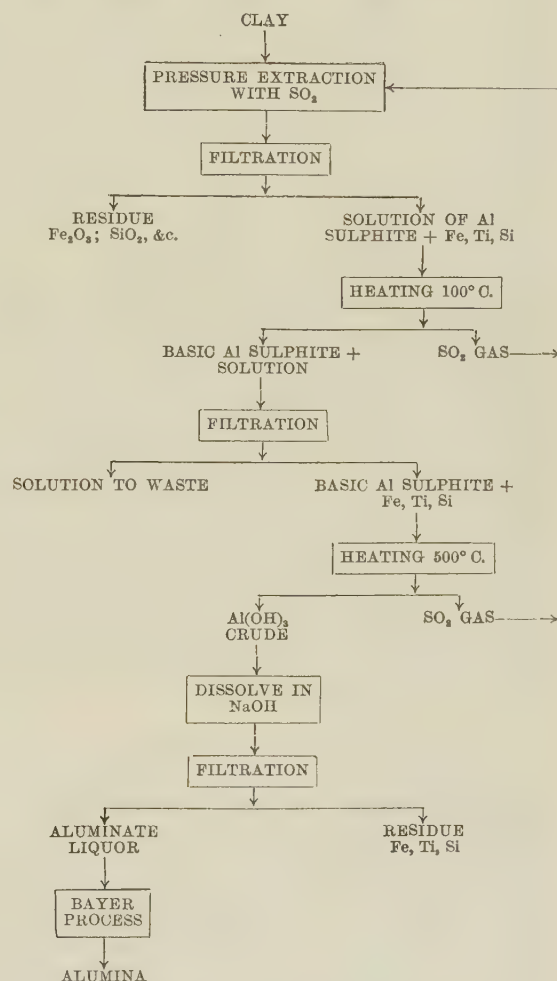 CLAY
PRESSURE EXTRACTION
WITH SO₂
FILTRATION
RESIDUE
Fe₂O₃; SiO₂, &c.
SOLUTION OF Al
SULPHITE + Fe, Ti, Si
HEATING 100° C.
BASIC Al SULPHITE +
SOLUTION
SO₂ GAS
FILTRATION
SOLUTION TO WASTE
BASIC Al SULPHITE +
Fe, Ti, Si
HEATING 500° C.
Al(OH)₃
CRUDE
SO₂ GAS
DISSOLVE IN
NaOH
FILTRATION
ALUMINATE
LIQUOR
RESIDUE
Fe, Ti, Si
BAYER
PROCESS
ALUMINA